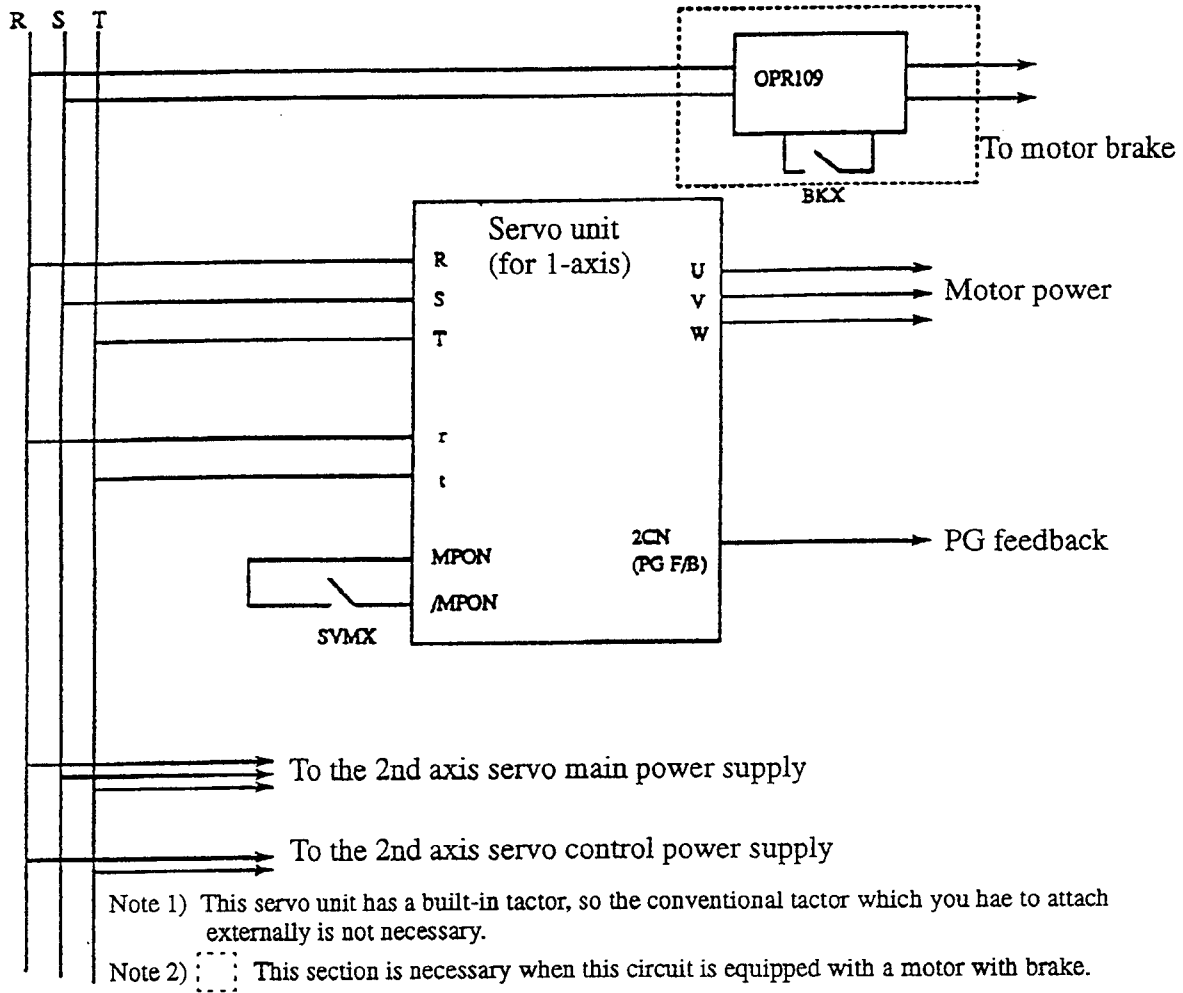 R S T
OPR109
To motor brake
BKX
Servo unit
(for 1-axis)
R
S
T
r
t
MPON
/MPON
SVMX
U
V
W
Motor power
2CN
(PG F/B)
PG feedback
To the 2nd axis servo main power supply
To the 2nd axis servo control power supply
Note 1) This servo unit has a built-in tactor, so the conventional tactor which you hae to attach
externally is not necessary.
Note 2) This section is necessary when this circuit is equipped with a motor with brake.